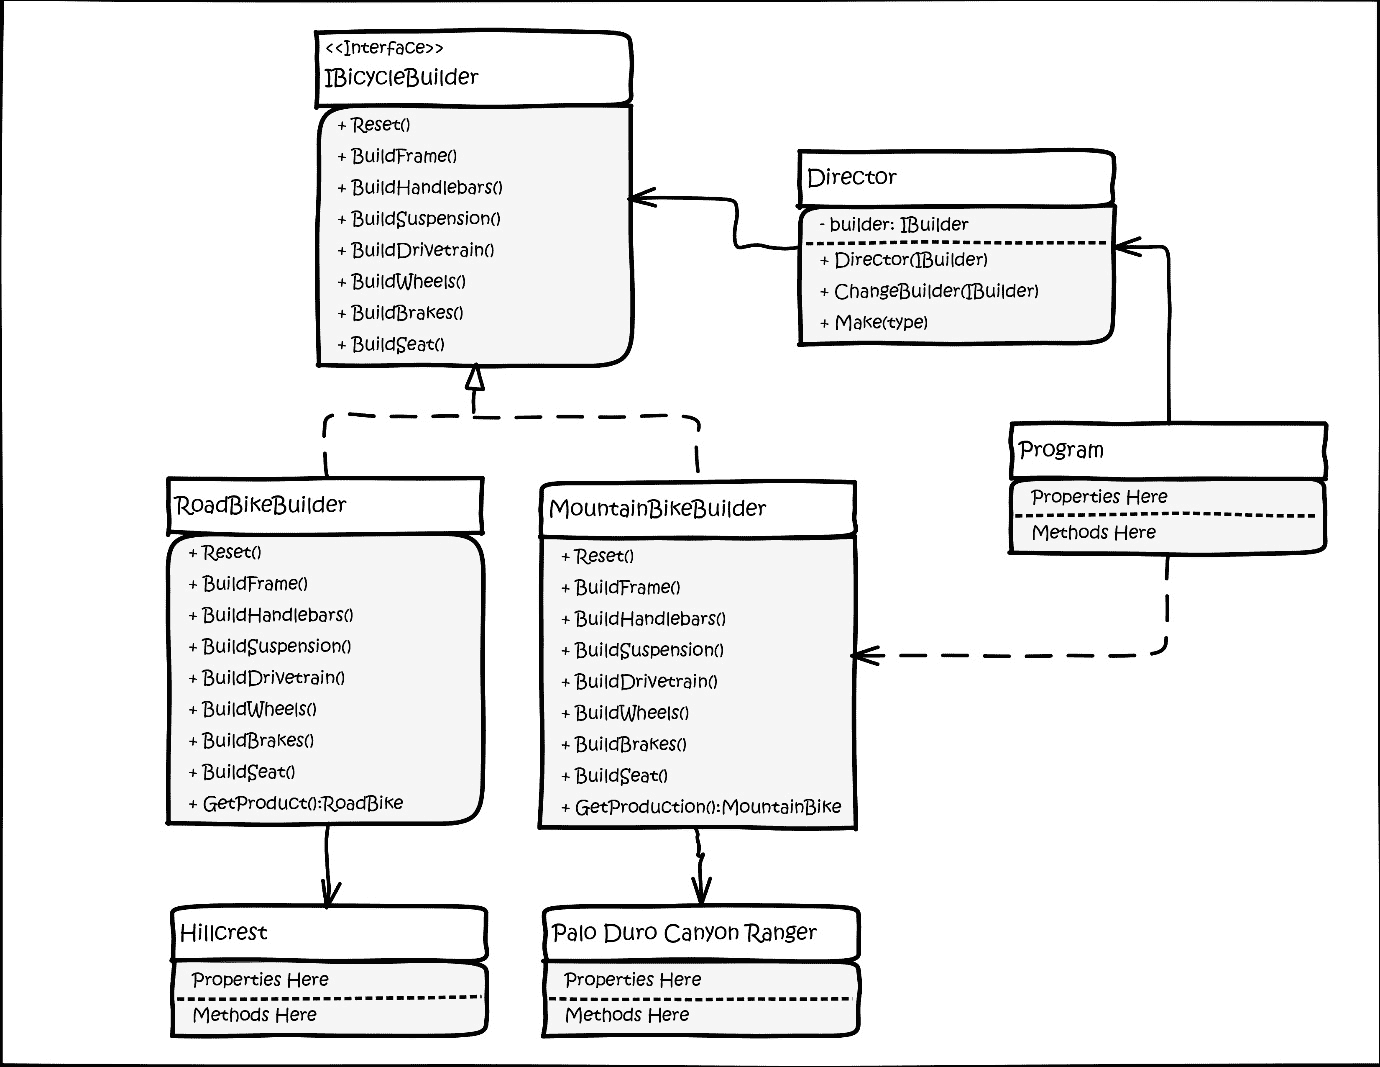 <<Interface>>
IBicycleBuilder
+ Reset()
+ BuildFrame()
+ BuildHandlebars()
+ BuildSuspension()
+ BuildDrivetrain()
+ BuildWheels()
+ BuildBrakes()
+ BuildSeat()
Director
- builder: IBuilder
+ Director(IBuilder)
+ ChangeBuilder(IBuilder)
+ Make(type)
Program
Properties Here
Methods Here
RoadBikeBuilder
+ Reset()
+ BuildFrame()
+ BuildHandlebars()
+ BuildSuspension()
+ BuildDrivetrain()
+ BuildWheels()
+ BuildBrakes()
+ BuildSeat()
+ GetProduct():RoadBike
MountainBikeBuilder
+ Reset()
+ BuildFrame()
+ BuildHandlebars()
+ BuildSuspension()
+ BuildDrivetrain()
+ BuildWheels()
+ BuildBrakes()
+ BuildSeat()
+ GetProduction():MountainBike
Hillcrest
Properties Here
Methods Here
Palo Duro Canyon Ranger
Properties Here
Methods Here